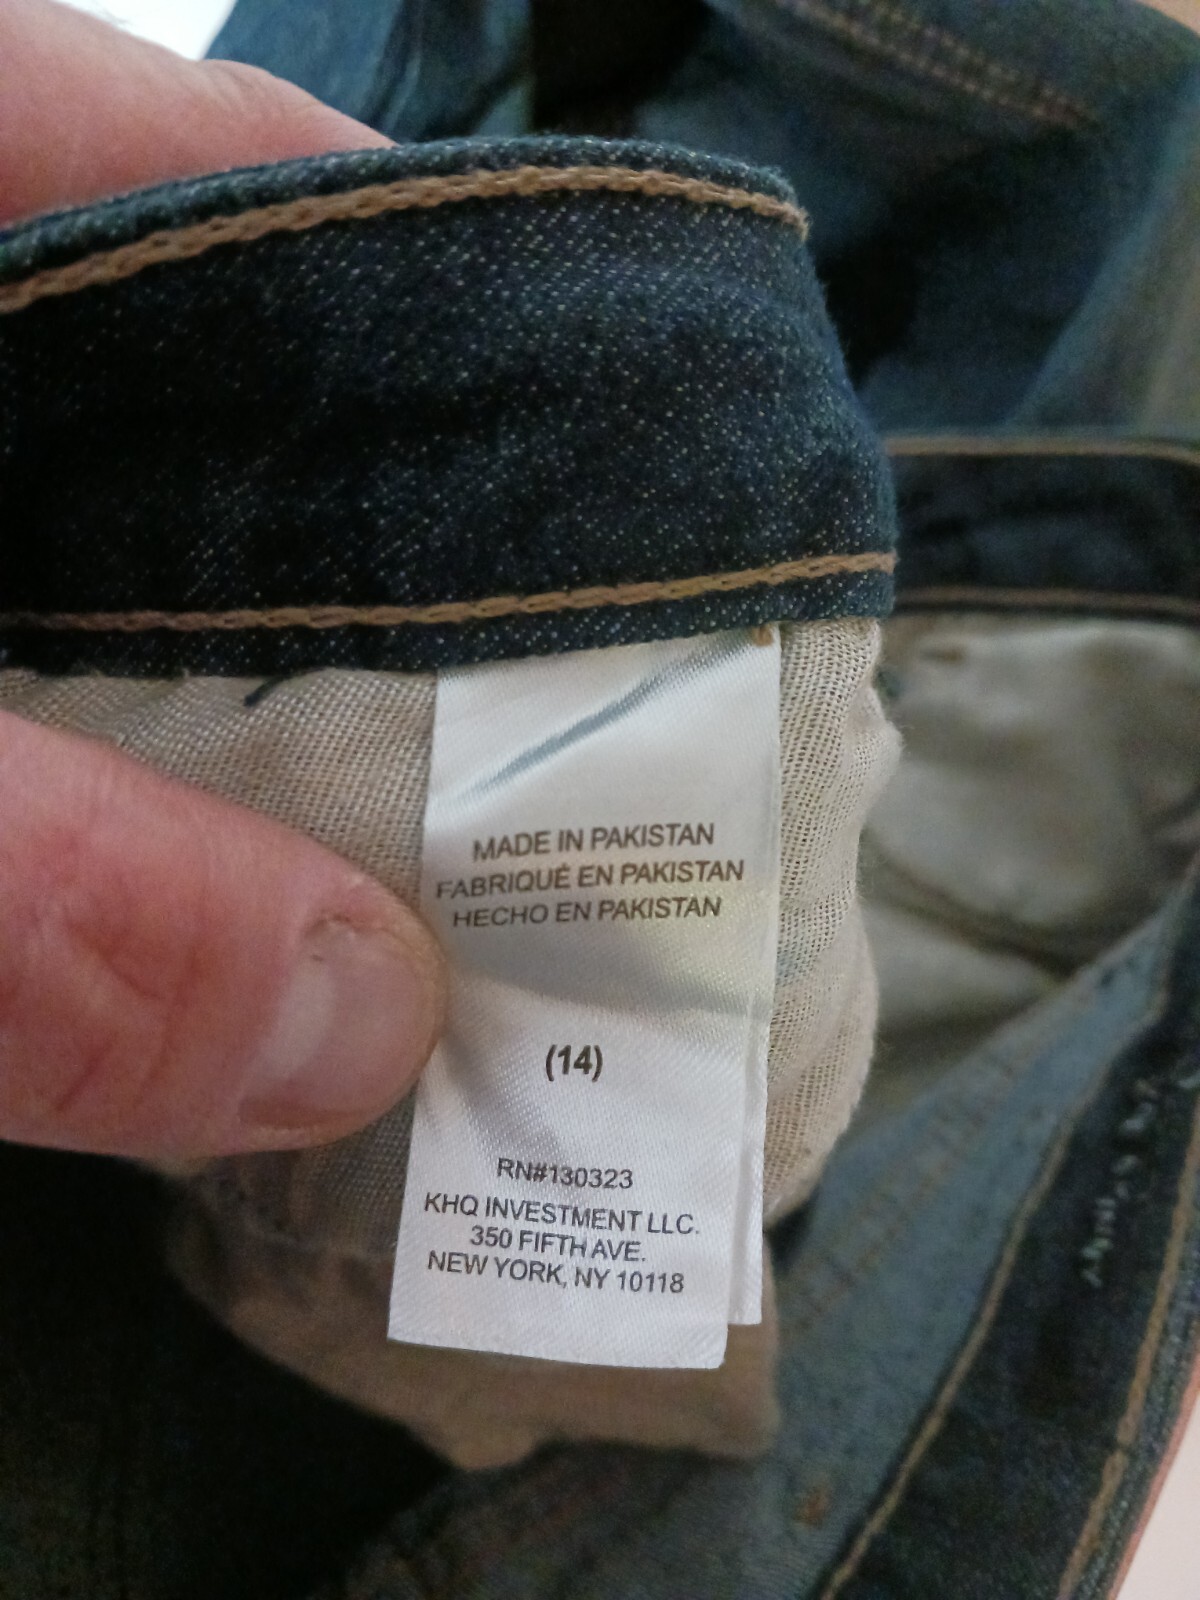 MADE IN PAKISTAN
FABRIQUÉ EN PAKISTAN
HECHO EN PAKISTAN
(14)
RN#130323
KHQ INVESTMENT LLC.
350 FIFTH AVE.
NEW YORK, NY 10118